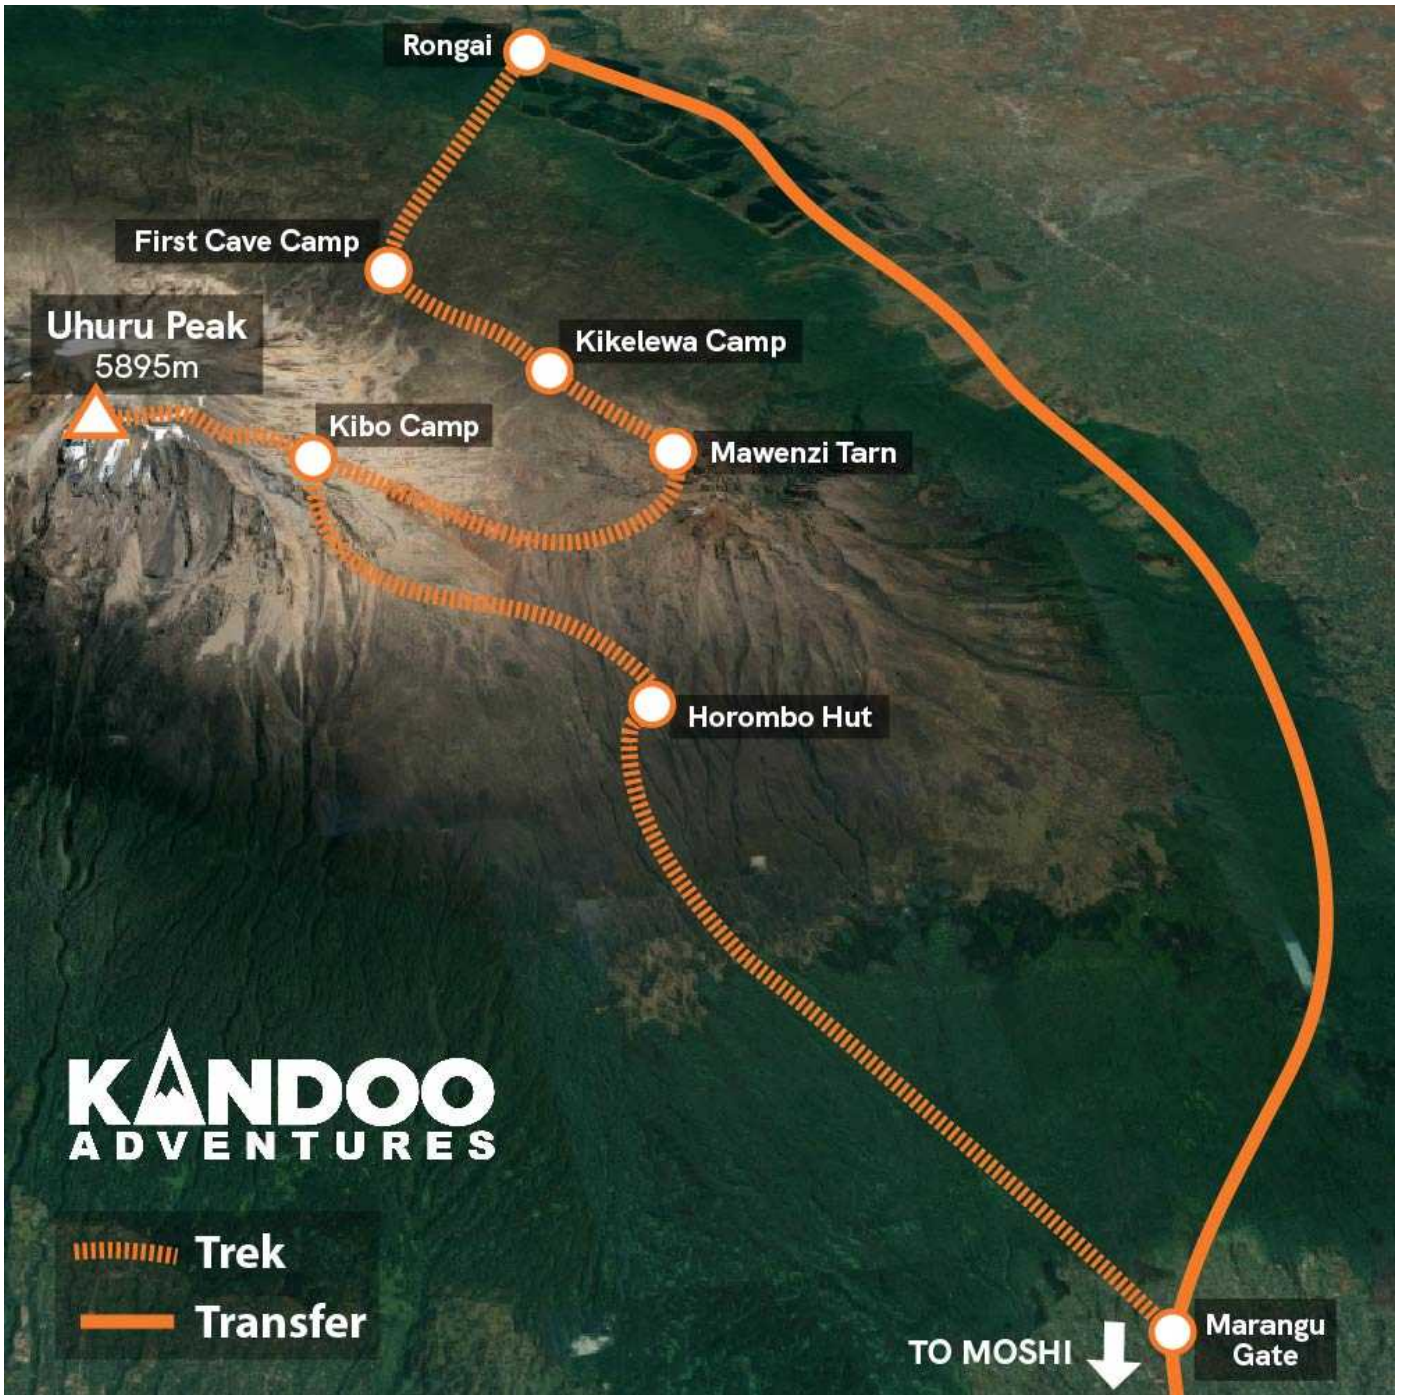 Rongai
First Cave Camp
Uhuru Peak
5895m
Kikelewa Camp
Kibo Camp
Mawenzi Tarn
Horombo Hut
KANDOO
ADVENTURES
Trek
Transfer
TO MOSHI
Marangu
Gate